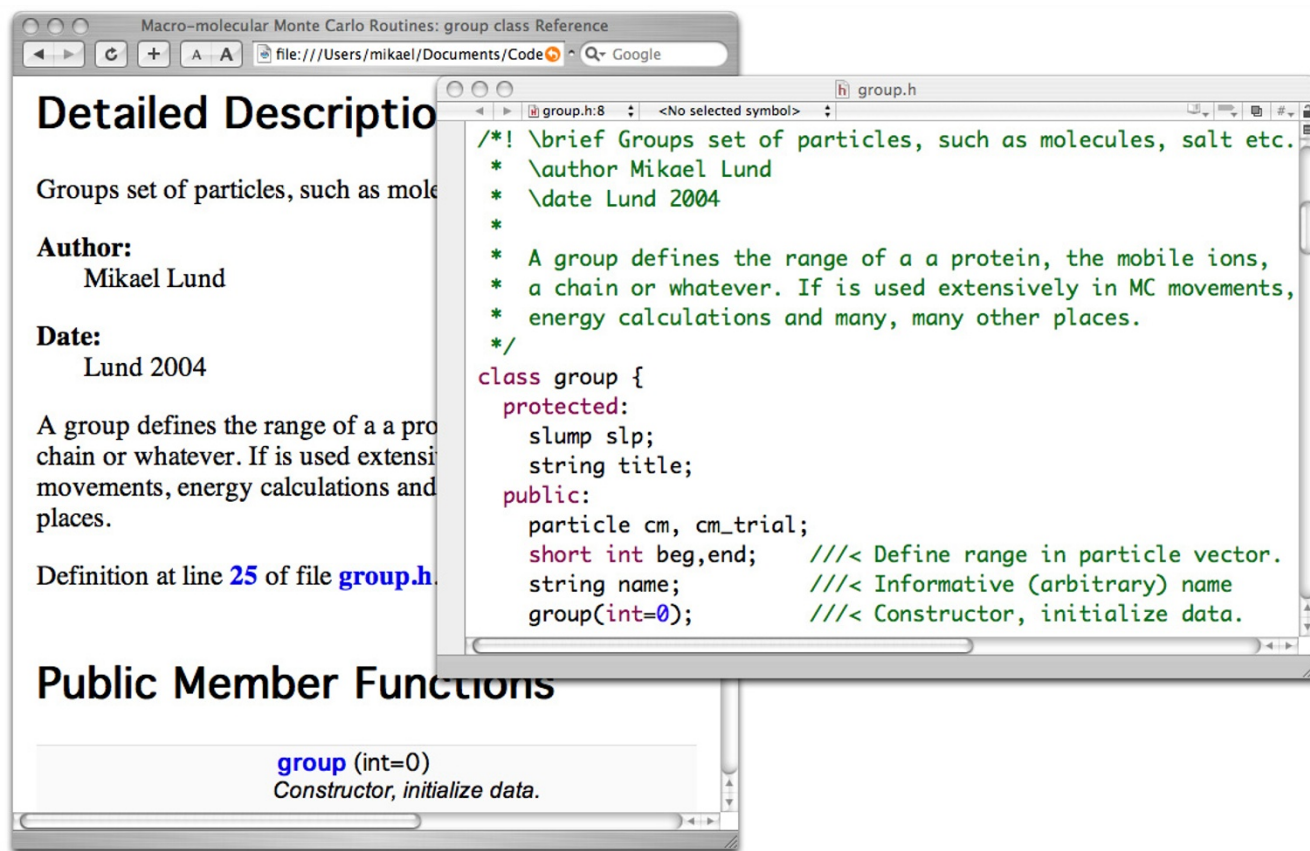 Macro-molecular Monte Carlo Routines: group class Reference
A A file:///Users/mikael/Documents/Code Google
Detailed Descriptio
Groups set of particles, such as mole
Author:
Mikael Lund
Date:
Lund 2004
A group defines the range of a a pro
chain or whatever. If is used extensi
movements, energy calculations and
places.
Definition at line 25 of file group.h.
Public Member Functions
group (int=0)
Constructor, initialize data.
group.h
group.h:8 <No selected symbol> #
/*! \brief Groups set of particles, such as molecules, salt etc.
* \author Mikael Lund
* \date Lund 2004
*
* A group defines the range of a a protein, the mobile ions,
* a chain or whatever. If is used extensively in MC movements,
* energy calculations and many, many other places.
*/
class group {
protected:
slump slp;
string title;
public:
particle cm, cm_trial;
short int beg,end; ///< Define range in particle vector.
string name; ///< Informative (arbitrary) name
group(int=0); ///< Constructor, initialize data.